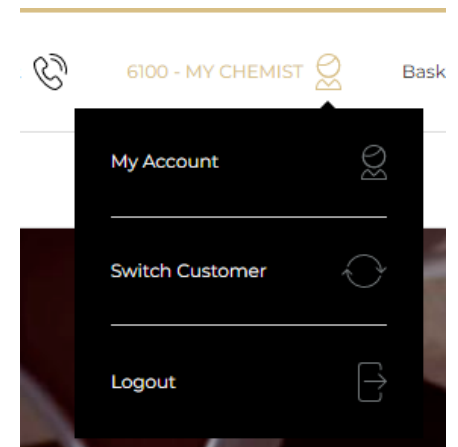 6100 - MY CHEMIST
Bask
My Account
Switch Customer
Logout